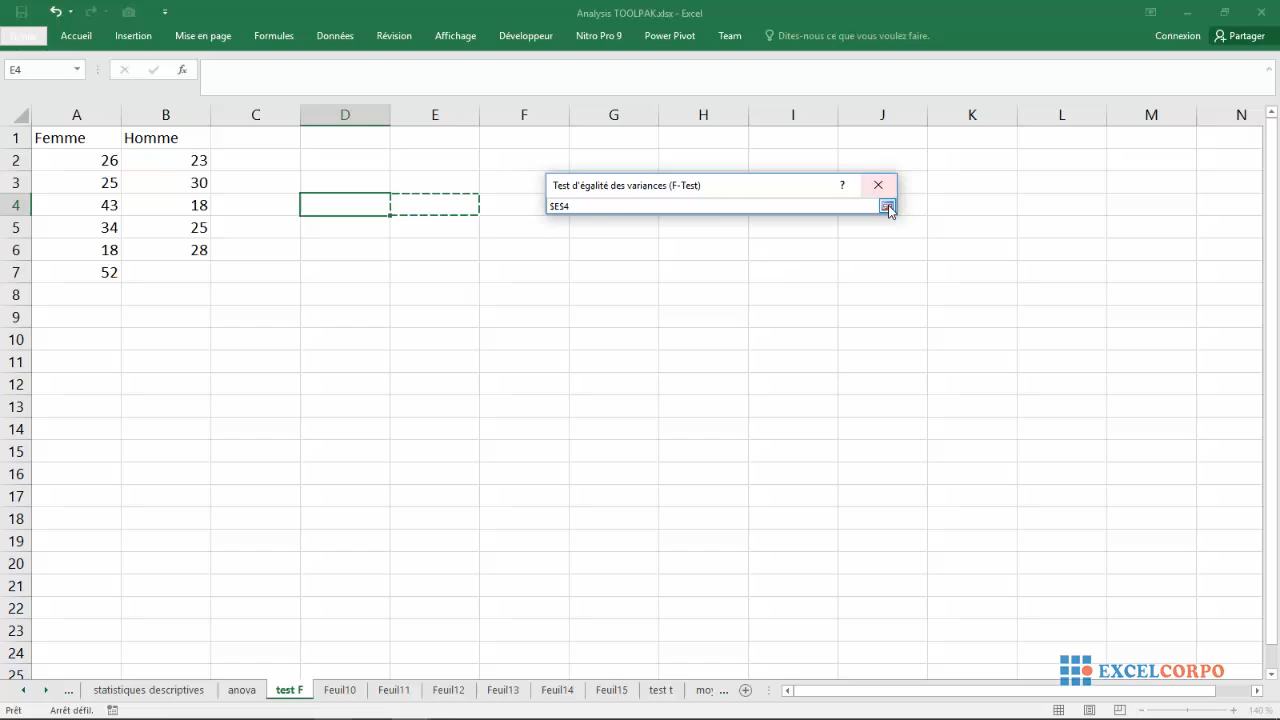 Analysis TOOLPAK.xlsx - Excel
Accueil Insertion Mise en page Formules Données Révision Affichage Développeur Nitro Pro 9 Power Pivot Team Dites-nous ce que vous voulez faire. Connexion Partager
E4 fx
A B C D E F G H I J K L M N
1 Femme Homme
2 26 23
3 25 30
4 43 18
5 34 25
6 18 28
7 52
8
9
10
11
12
13
14
15
16
17
18
19
20
21
22
23
24
25
Test d'égalité des variances (F-Test) ?
$E$4
EXCELCORPO
... statistiques descriptives anova test F Feuil10 Feuil11 Feuil12 Feuil13 Feuil14 Feuil15 test t ...
Prêt Arrêt défil. 140 %